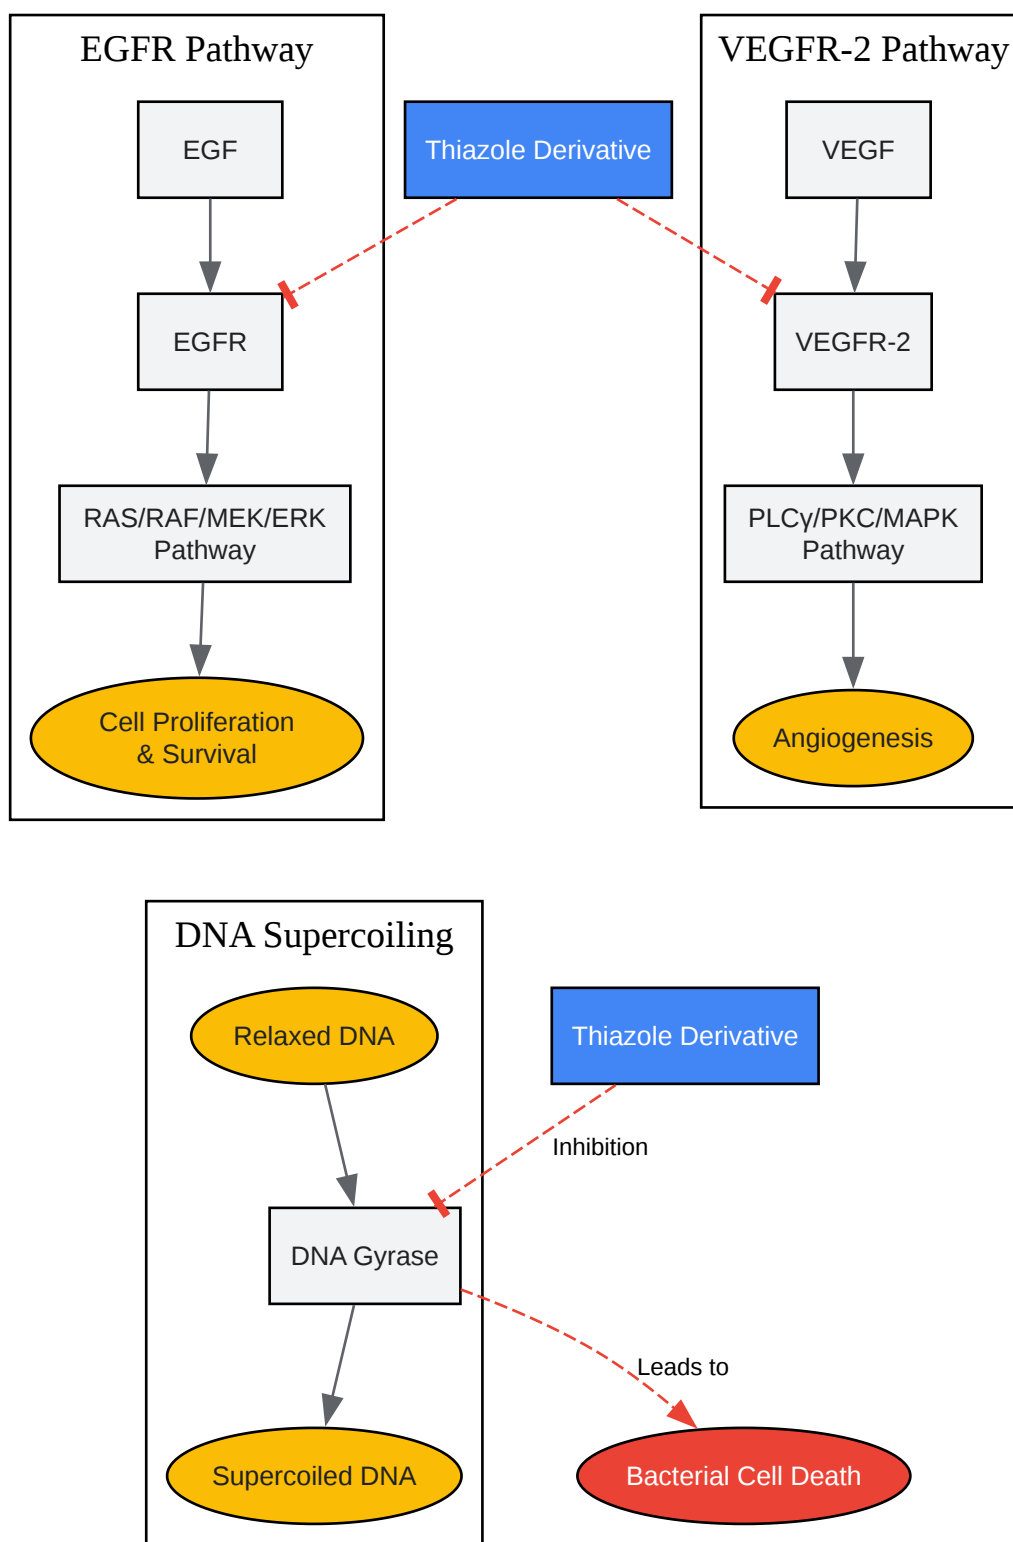 EGFR Pathway
EGF
EGFR
RAS/RAF/MEK/ERK
Pathway
Cell Proliferation
& Survival
Thiazole Derivative
VEGFR-2 Pathway
VEGF
VEGFR-2
PLCγ/PKC/MAPK
Pathway
Angiogenesis
DNA Supercoiling
Relaxed DNA
Thiazole Derivative
Inhibition
DNA Gyrase
Leads to
Supercoiled DNA
Bacterial Cell Death